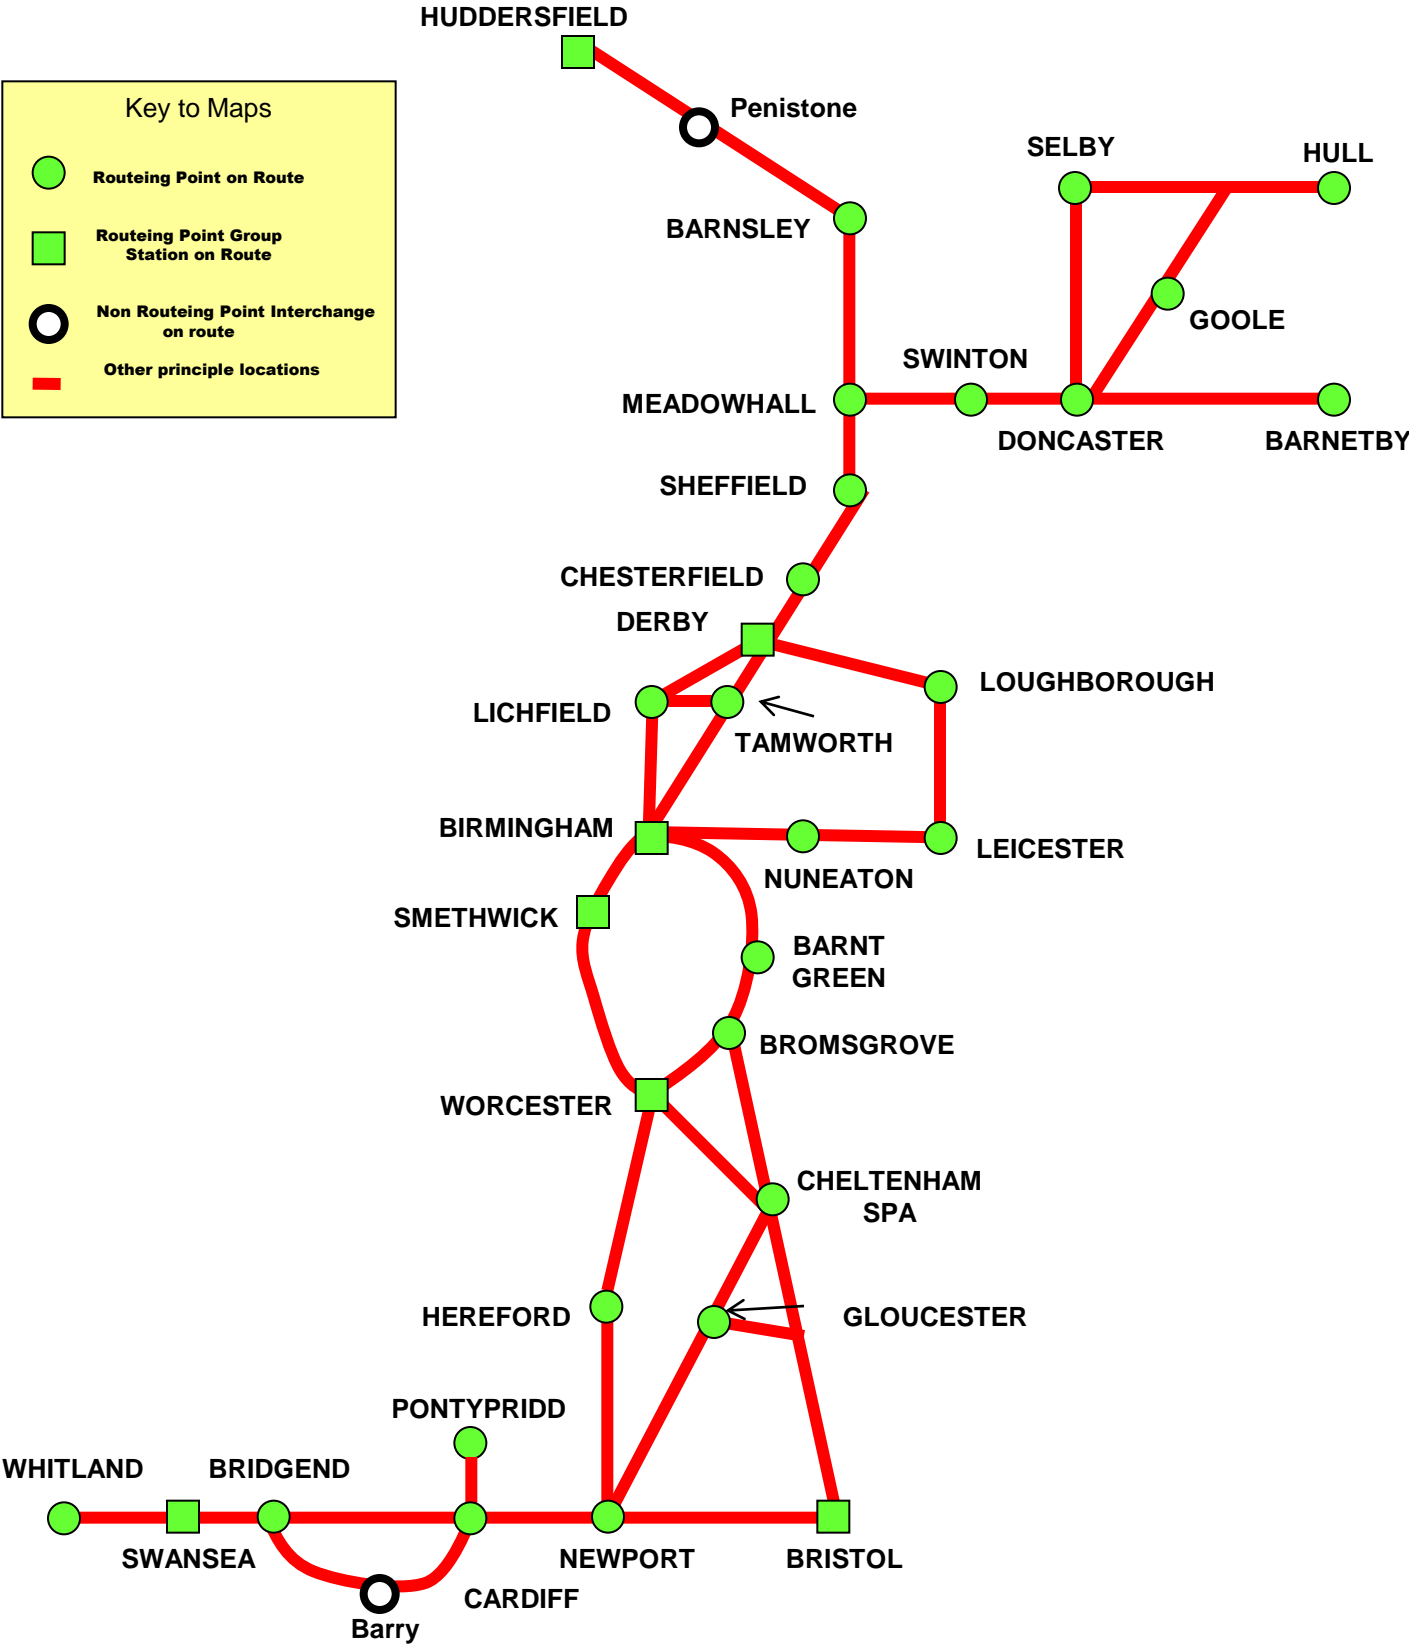 HUDDERSFIELD
Key to Maps
Routeing Point on Route
Routeing Point Group
Station on Route
Non Routeing Point Interchange
on route
Other principle locations
Penistone
SELBY
HULL
BARNSLEY
GOOLE
SWINTON
MEADOWHALL
DONCASTER
BARNETBY
SHEFFIELD
CHESTERFIELD
DERBY
LOUGHBOROUGH
LICHFIELD
TAMWORTH
BIRMINGHAM
LEICESTER
NUNEATON
SMETHWICK
BARNT
GREEN
BROMSGROVE
WORCESTER
CHELTENHAM
SPA
HEREFORD
GLOUCESTER
PONTYPRIDD
WHITLAND
BRIDGEND
SWANSEA
NEWPORT
BRISTOL
CARDIFF
Barry